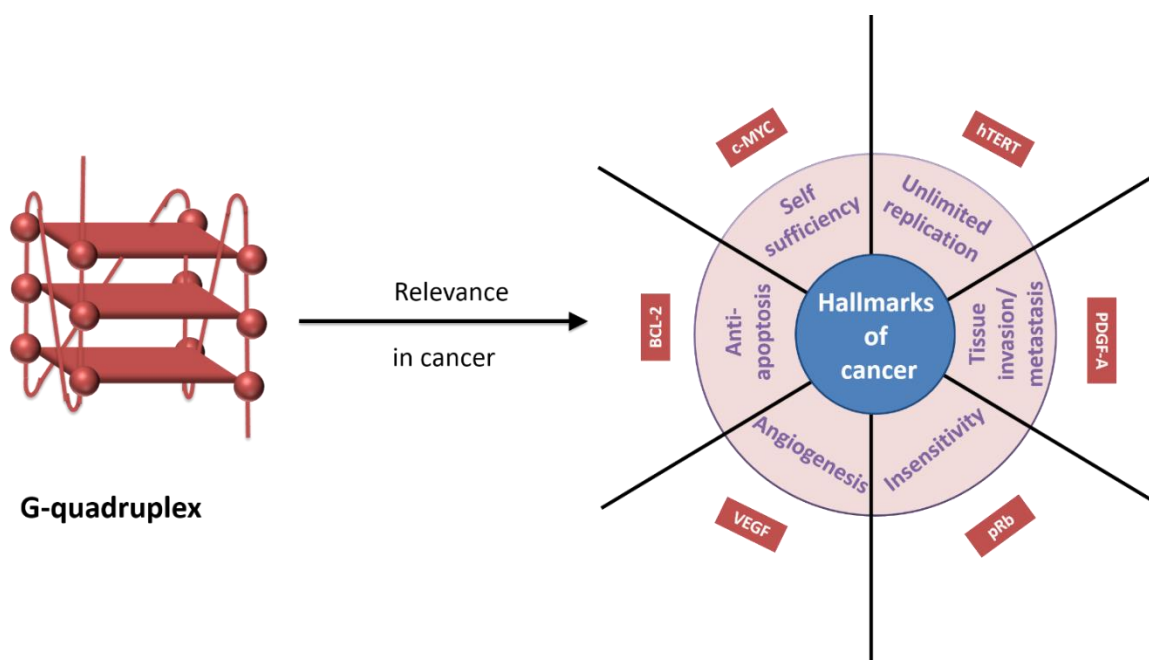 G-quadruplex
Relevance
in cancer
Hallmarks
of
cancer
c-MYC
Self
sufficiency
hTERT
Unlimited
replication
PDGF-A
Tissue
invasion/
metastasis
pRb
Insensitivity
VEGF
Angiogenesis
BCL-2
Anti-
apoptosis